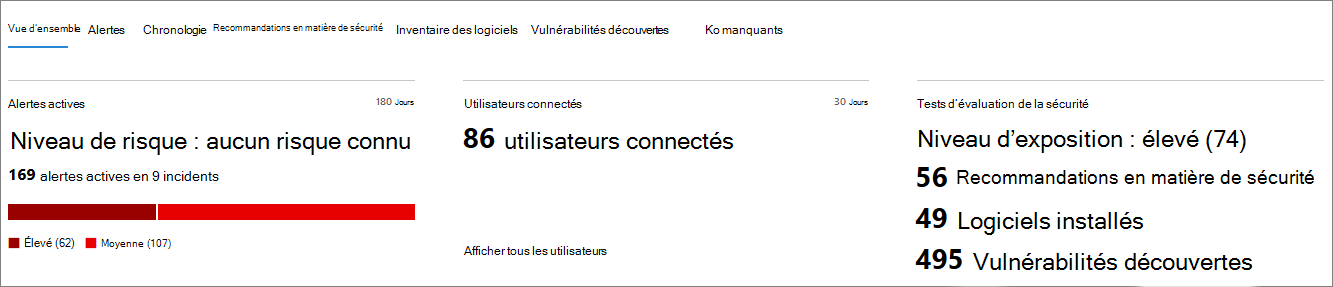 Vue d'ensemble Alertes Chronologie Recommandations en matière de sécurité Inventaire des logiciels Vulnérabilités découvertes Ko manquants
Alertes actives 180 Jours
Niveau de risque : aucun risque connu
169 alertes actives en 9 incidents
Élevé (62) Moyenne (107)
Utilisateurs connectés 30 Jours
86 utilisateurs connectés
Afficher tous les utilisateurs
Tests d'évaluation de la sécurité
Niveau d'exposition : élevé (74)
56 Recommandations en matière de sécurité
49 Logiciels installés
495 Vulnérabilités découvertes